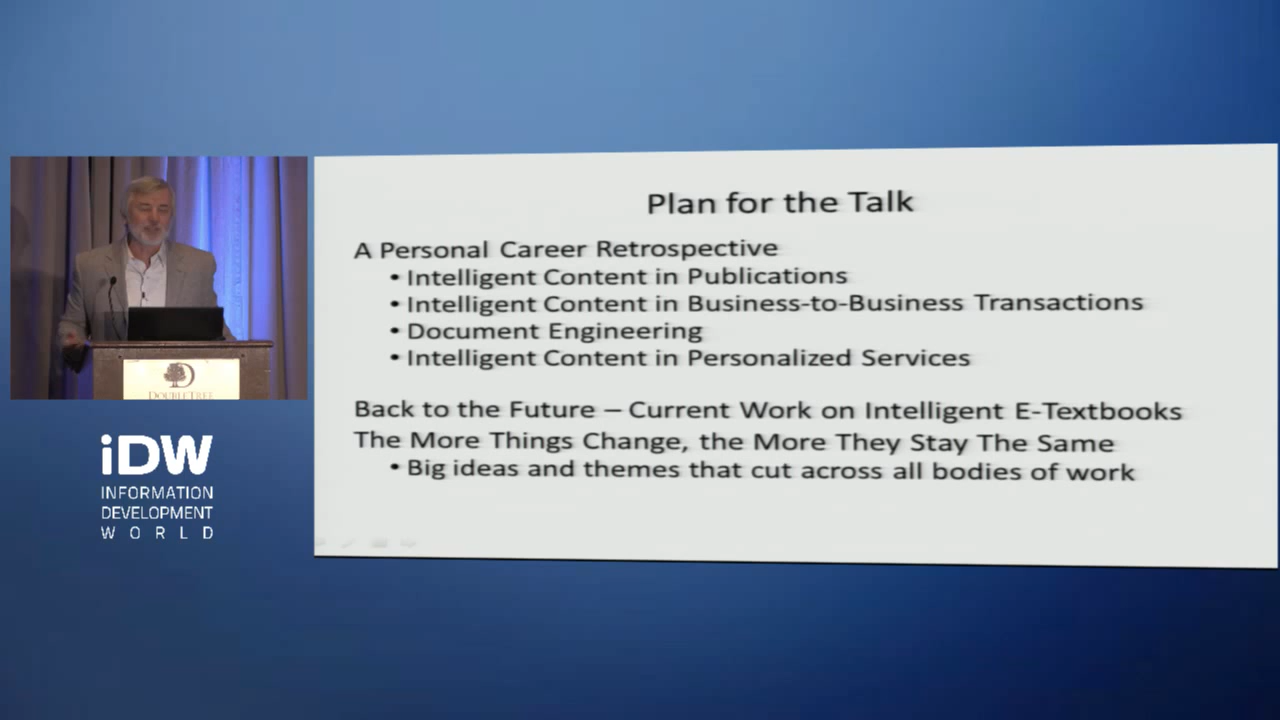 Plan for the Talk
A Personal Career Retrospective
• Intelligent Content in Publications
• Intelligent Content in Business-to-Business Transactions
• Document Engineering
• Intelligent Content in Personalized Services
Back to the Future – Current Work on Intelligent E-Textbooks
The More Things Change, the More They Stay The Same
• Big ideas and themes that cut across all bodies of work
D
DOUBLETREE
iDW
INFORMATION
DEVELOPMENT
WORLD